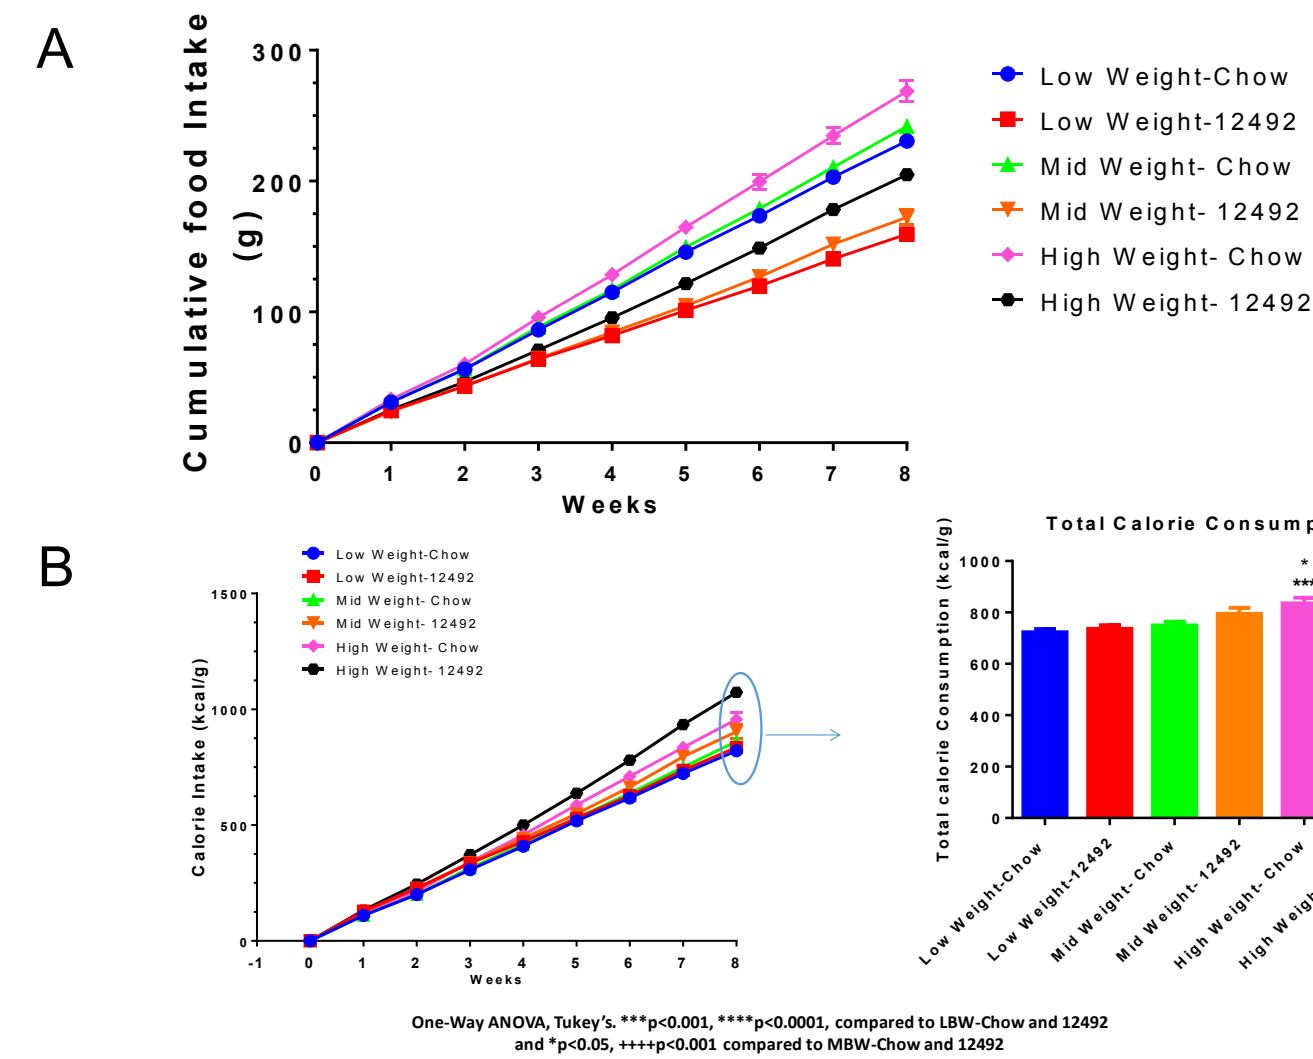 A
Cumulative food Intake
(g)
300
200
100
0
0 1 2 3 4 5 6 7 8
Weeks
Low Weight-Chow
Low Weight-12492
Mid Weight- Chow
Mid Weight- 12492
High Weight- Chow
High Weight- 12492
B
Low Weight-Chow
Low Weight-12492
Mid Weight- Chow
Mid Weight- 12492
High Weight- Chow
High Weight- 12492
Calorie Intake (kcal/g)
1500
1000
500
0
-1 0 1 2 3 4 5 6 7 8
Weeks
Total Calorie Consump
Total calorie Consumption (kcal/g)
1000
800
600
400
200
0
*
***
Low Weight-Chow
Low Weight-12492
Mid Weight- Chow
Mid Weight- 12492
High Weight- Chow
High Weigh
One-Way ANOVA, Tukey's. ***p<0.001, ****p<0.0001, compared to LBW-Chow and 12492
and *p<0.05, ++++p<0.001 compared to MBW-Chow and 12492